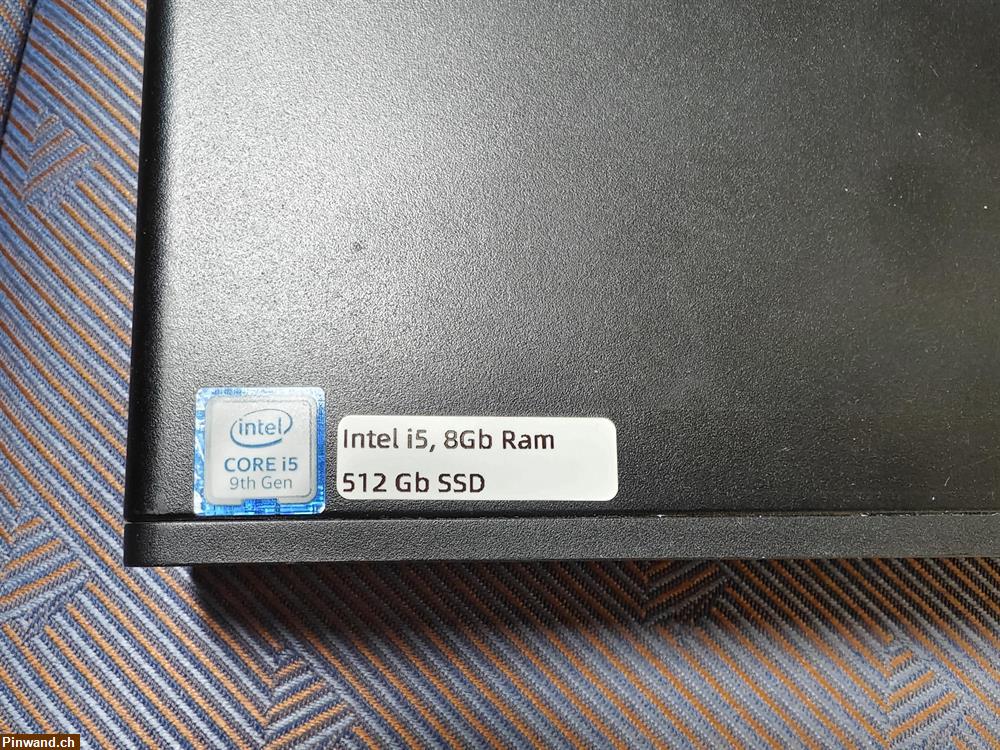 intel
CORE i5
9th Gen
Intel i5, 8Gb Ram
512 Gb SSD
Pinwand.ch